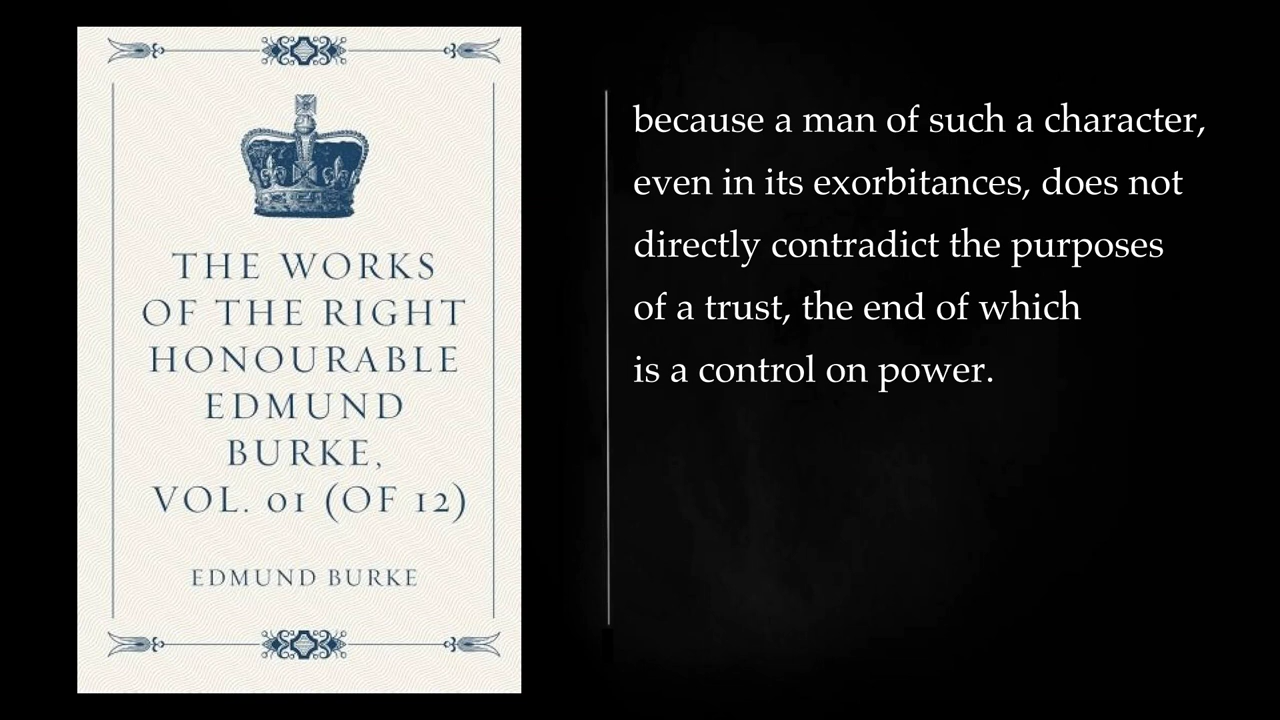 THE WORKS
OF THE RIGHT
HONOURABLE
EDMUND
BURKE,
VOL. 01 (OF 12)
EDMUND BURKE
because a man of such a character,
even in its exorbitances, does not
directly contradict the purposes
of a trust, the end of which
is a control on power.